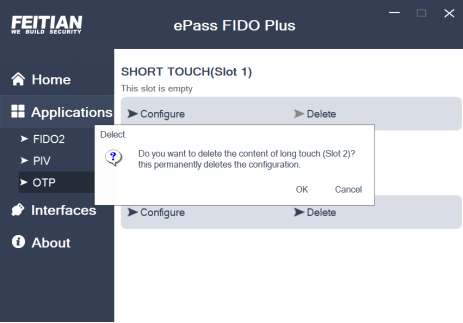 FEITIAN
WE BUILD SECURITY
ePass FIDO Plus
Home
Applications
FIDO2
PIV
OTP
Interfaces
About
SHORT TOUCH(Slot 1)
This slot is empty
Configure
Delete
Delect
Do you want to delete the content of long touch (Slot 2)?
this permanently deletes the configuration.
OK
Cancel
Configure
Delete